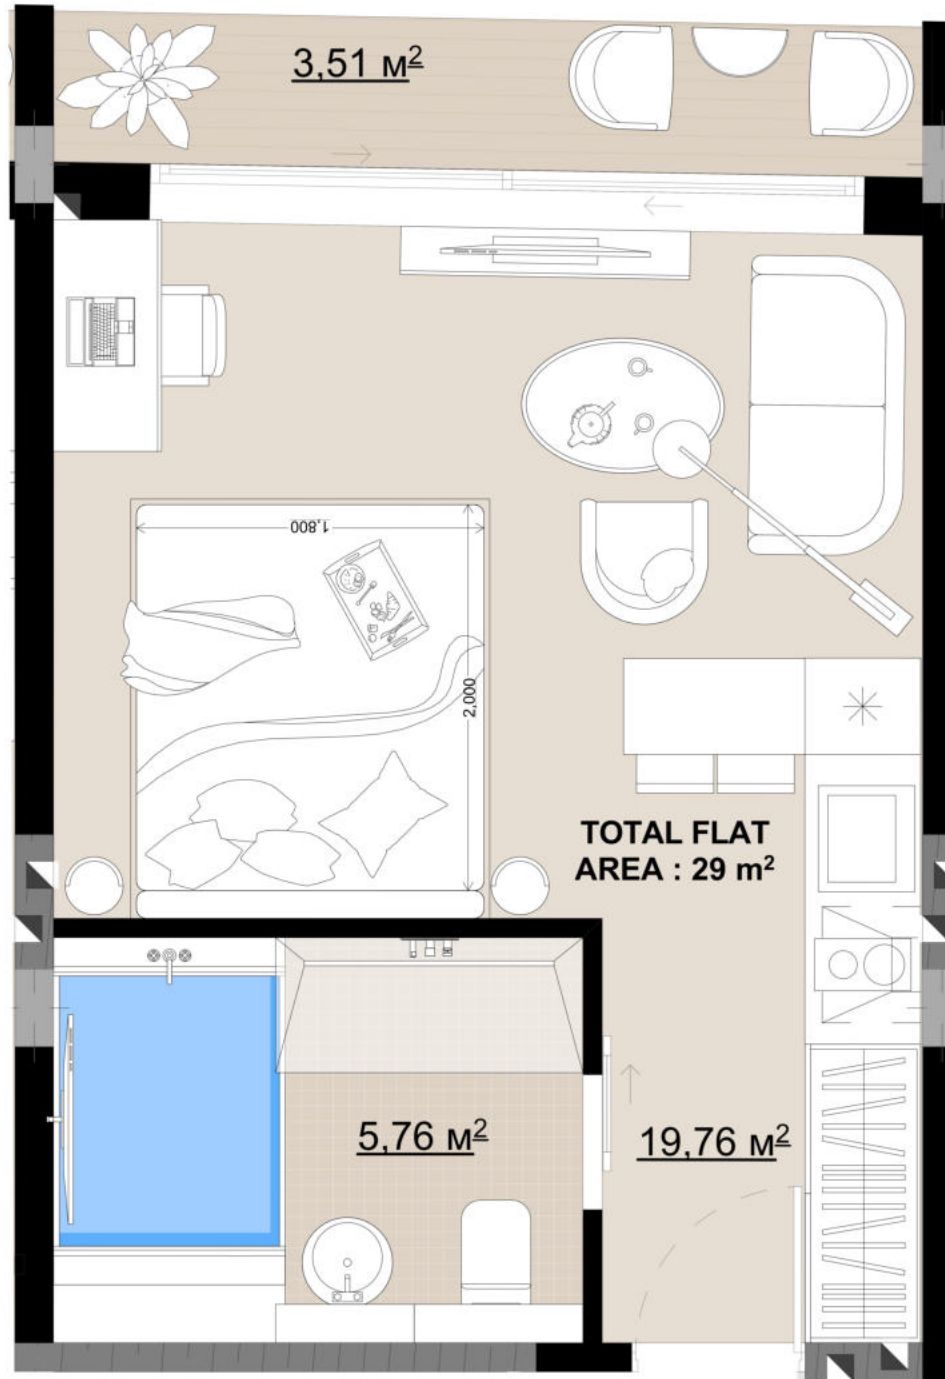 3,51 м²
1,800
2,000
TOTAL FLAT
AREA : 29 m²
5,76 м²
19,76 м²